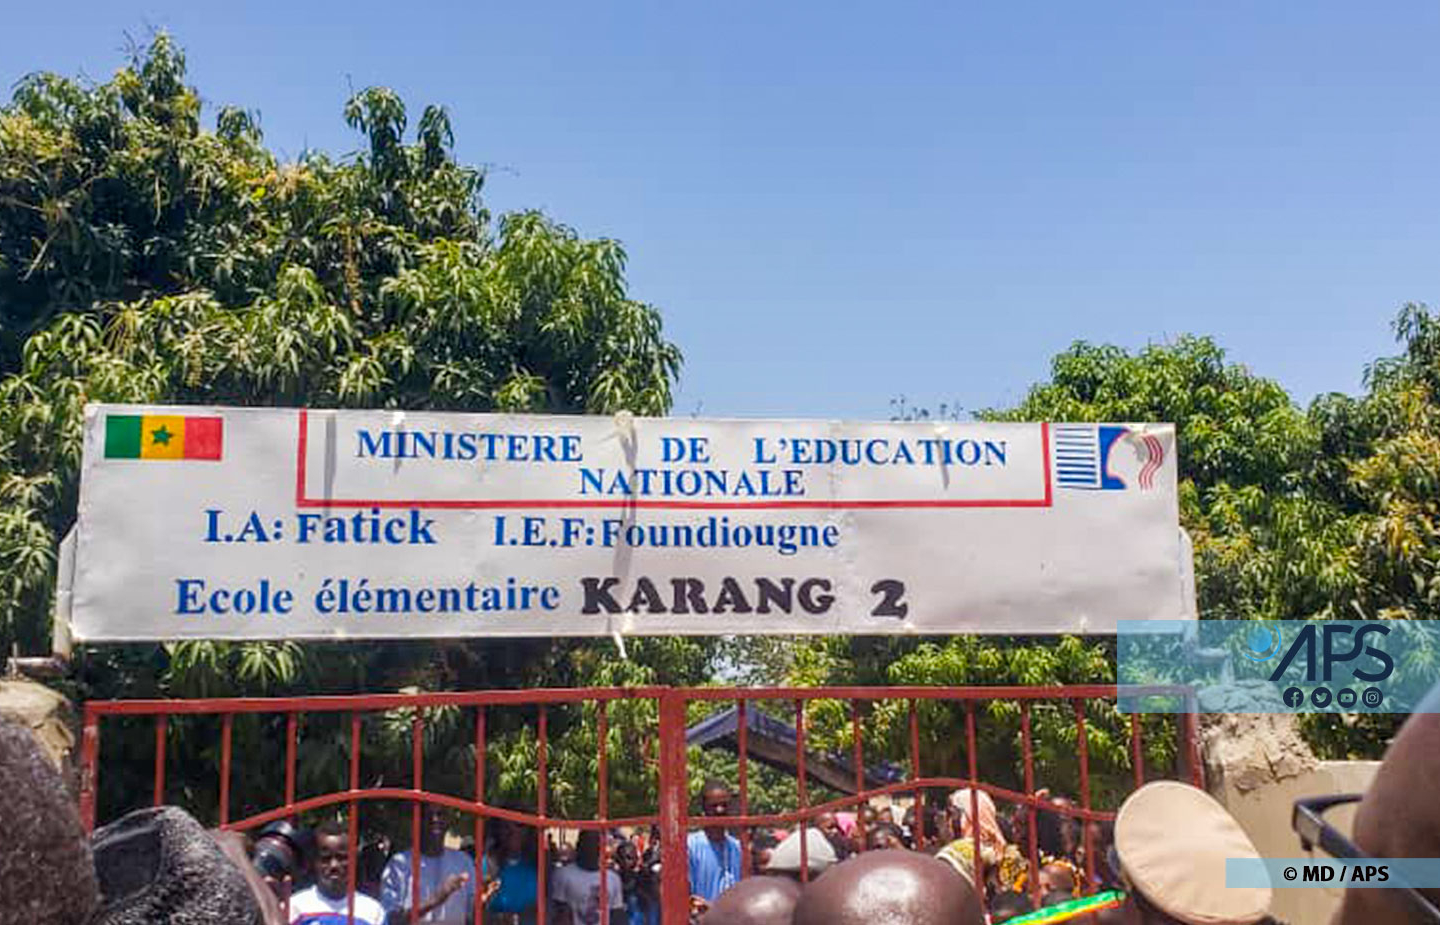 MINISTERE DE L'EDUCATION
NATIONALE
I.A: Fatick I.E.F: Foundiougne
Ecole élémentaire KARANG 2
APS
© MD / APS